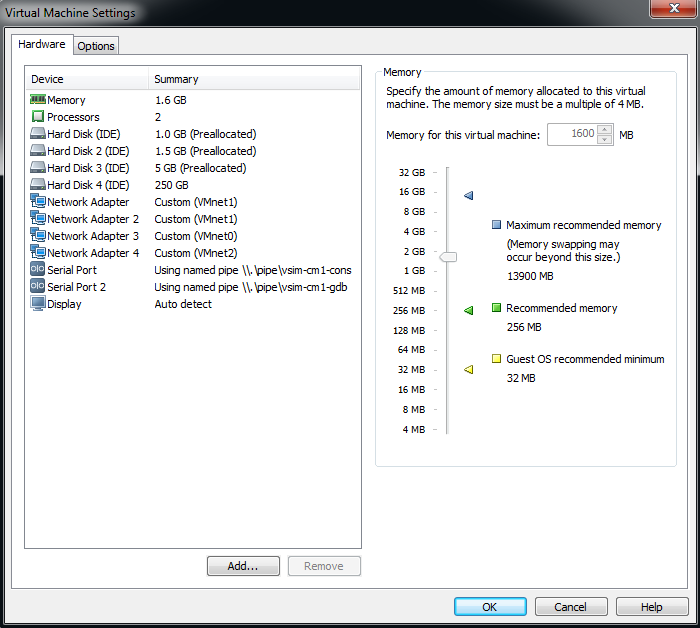 Virtual Machine Settings
Hardware Options
Device Summary
Memory 1.6 GB
Processors 2
Hard Disk (IDE) 1.0 GB (Preallocated)
Hard Disk 2 (IDE) 1.5 GB (Preallocated)
Hard Disk 3 (IDE) 5 GB (Preallocated)
Hard Disk 4 (IDE) 250 GB
Network Adapter Custom (VMnet1)
Network Adapter 2 Custom (VMnet1)
Network Adapter 3 Custom (VMnet0)
Network Adapter 4 Custom (VMnet2)
Serial Port Using named pipe \\.\pipe\vsim-cm1-cons
Serial Port 2 Using named pipe \\.\pipe\vsim-cm1-gdb
Display Auto detect
Add... Remove
Memory
Specify the amount of memory allocated to this virtual
machine. The memory size must be a multiple of 4 MB.
Memory for this virtual machine: 1600 MB
32 GB
16 GB
8 GB
4 GB
2 GB
1 GB
512 MB
256 MB
128 MB
64 MB
32 MB
16 MB
8 MB
4 MB
Maximum recommended memory
(Memory swapping may
occur beyond this size.)
13900 MB
Recommended memory
256 MB
Guest OS recommended minimum
32 MB
OK Cancel Help